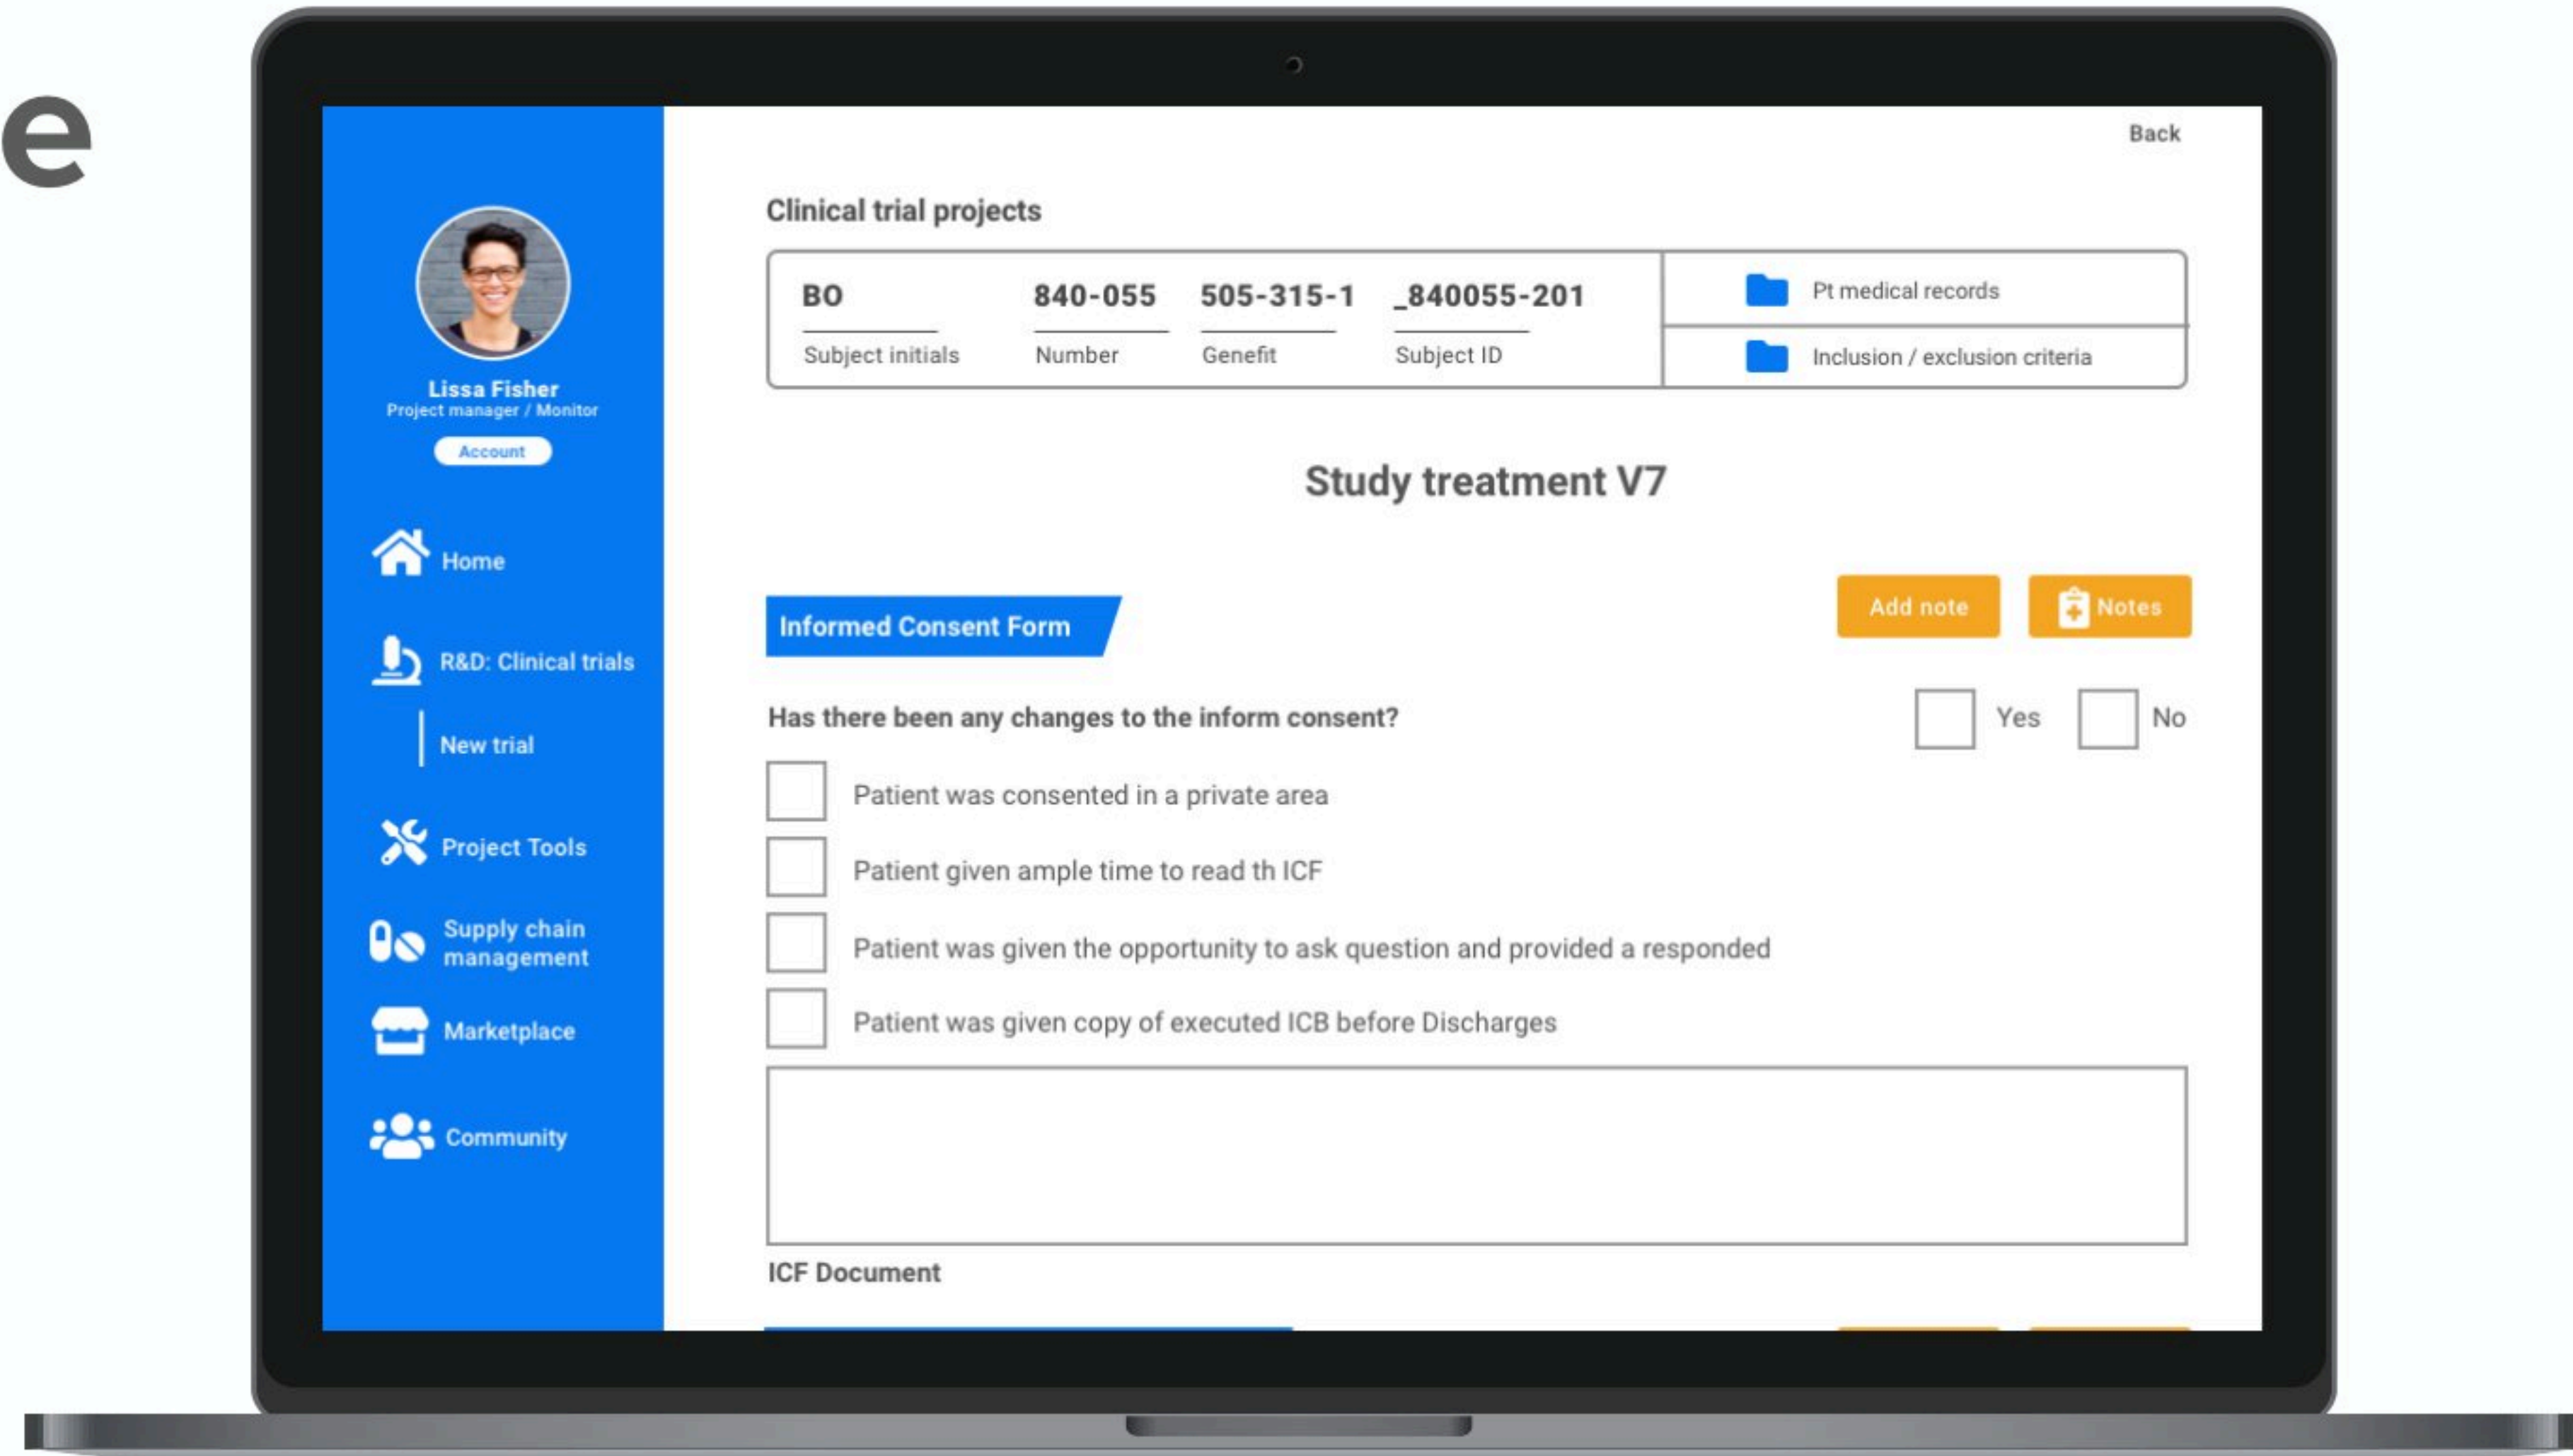 e
Back
Lissa Fisher
Project manager / Monitor
Account
Home
R&D: Clinical trials
New trial
Project Tools
Supply chain
management
Marketplace
Community
Clinical trial projects
BO 840-055 505-315-1 _840055-201
Subject initials Number Genefit Subject ID
Pt medical records
Inclusion / exclusion criteria
Study treatment V7
Informed Consent Form
Add note Notes
Has there been any changes to the inform consent? Yes No
Patient was consented in a private area
Patient given ample time to read th ICF
Patient was given the opportunity to ask question and provided a responded
Patient was given copy of executed ICB before Discharges
ICF Document